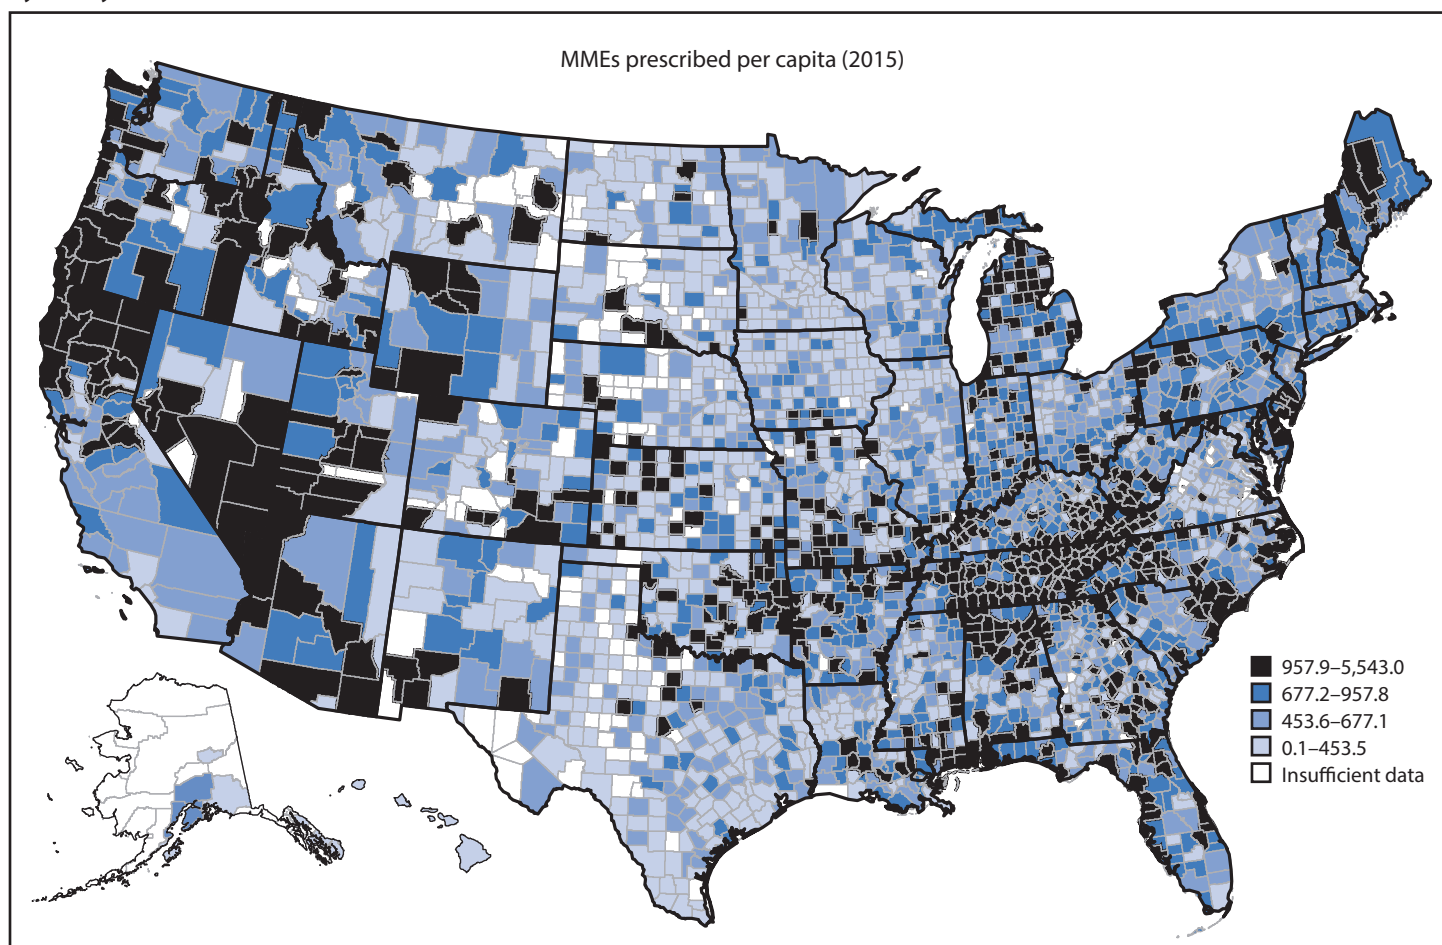 MMEs prescribed per capita (2015)
957.9–5,543.0
677.2–957.8
453.6–677.1
0.1–453.5
Insufficient data